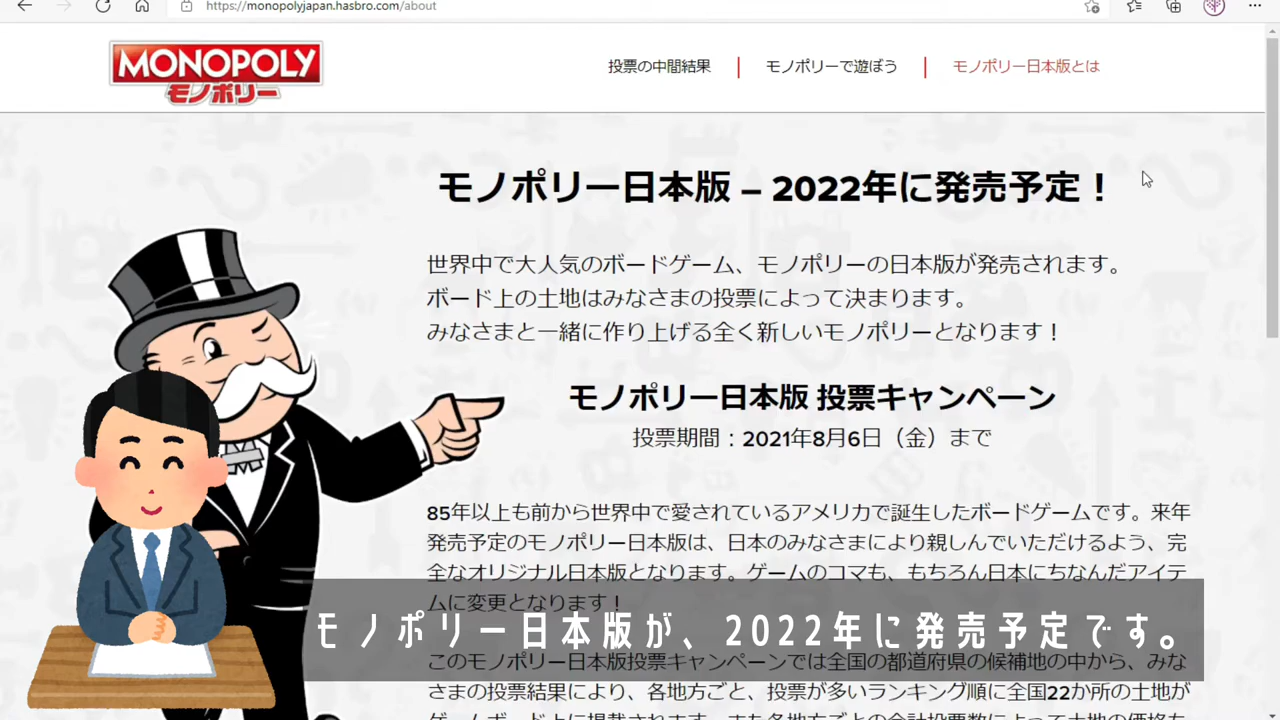 https://monopolyjapan.hasbro.com/about
MONOPOLY
モノポリー
投票の中間結果
モノポリーで遊ぼう
モノポリー日本版とは
モノポリー日本版 – 2022年に発売予定！
世界中で大人気のボードゲーム、モノポリーの日本版が発売されます。
ボード上の土地はみなさまの投票によって決まります。
みなさまと一緒に作り上げる全く新しいモノポリーとなります！
モノポリー日本版 投票キャンペーン
投票期間：2021年8月6日（金）まで
85年以上も前から世界中で愛されているアメリカで誕生したボードゲームです。来年
発売予定のモノポリー日本版は、日本のみなさまにより親しんでいただけるよう、完
全なオリジナル日本版となります。ゲームのコマも、もちろん日本にちなんだアイテ
ムに変更となります！
モノポリー日本版が、2022年に発売予定です。
このモノポリー日本版投票キャンペーンでは全国の都道府県の候補地の中から、みな
さまの投票結果により、各地方ごと、投票が多いランキング順に全国22か所の土地が